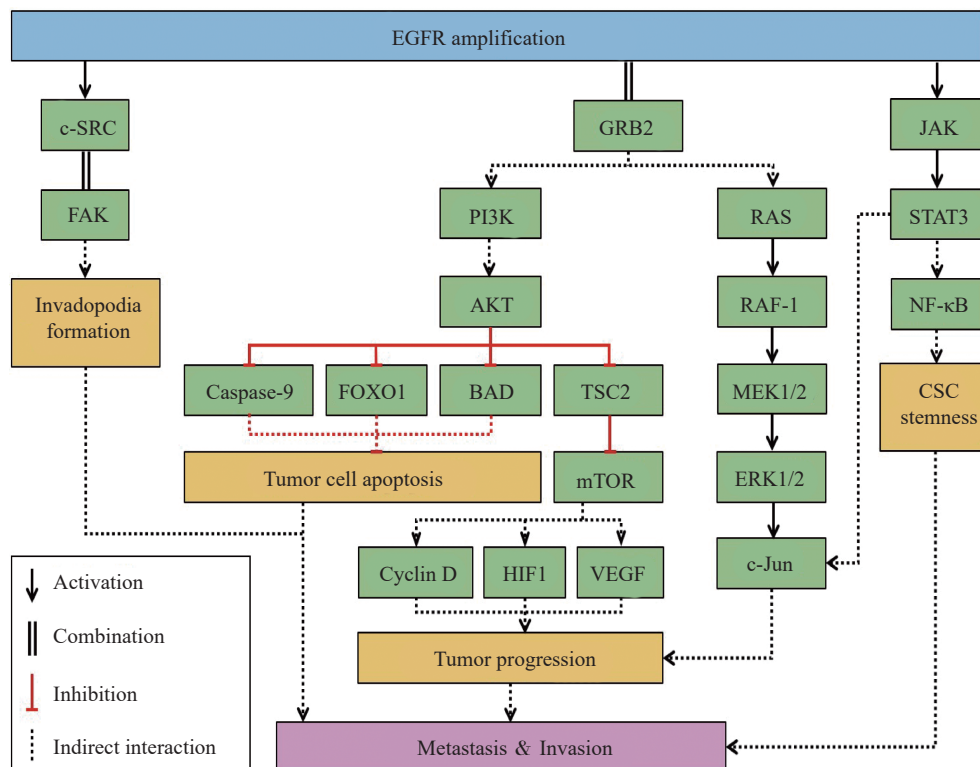 EGFR amplification
c-SRC
GRB2
JAK
FAK
PI3K
RAS
STAT3
Invadopodia
formation
AKT
RAF-1
NF-κB
Caspase-9
FOXO1
BAD
TSC2
MEK1/2
CSC
stemness
Tumor cell apoptosis
mTOR
ERK1/2
Cyclin D
HIF1
VEGF
c-Jun
Tumor progression
Metastasis & Invasion
Activation
Combination
Inhibition
Indirect interaction